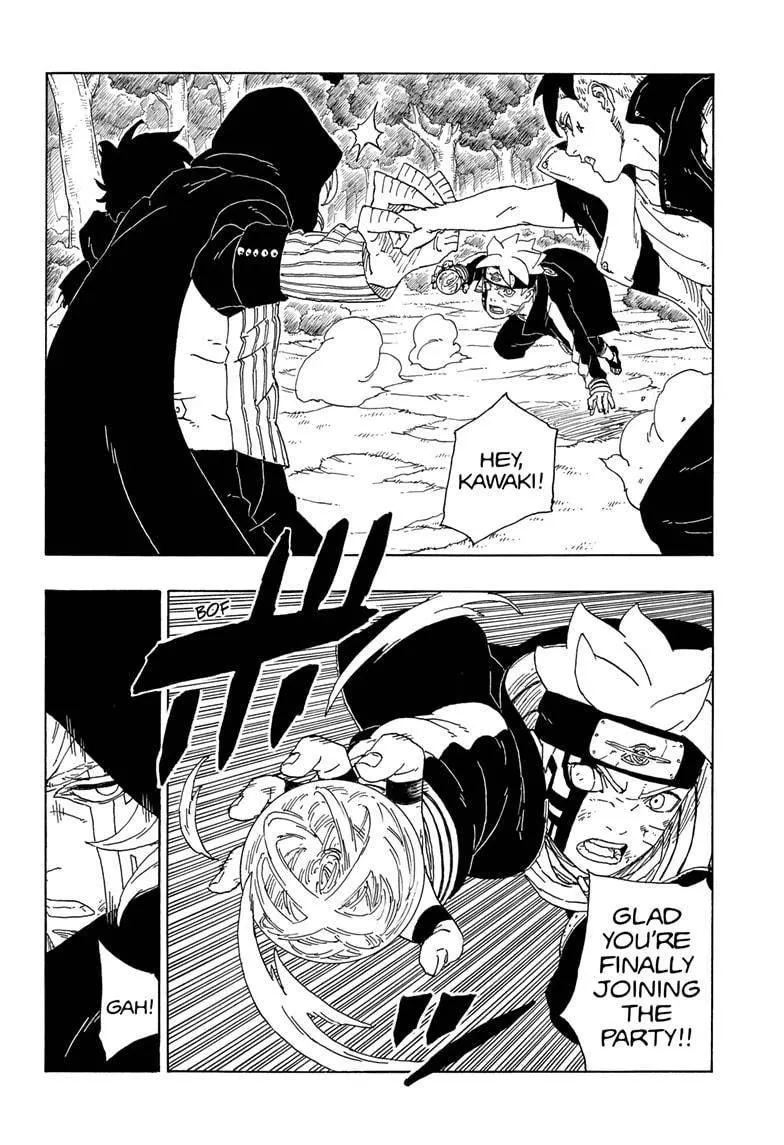 HEY,
KAWAKI!
BOF
GLAD
YOU'RE
FINALLY
JOINING
THE
PARTY!!
GAH!